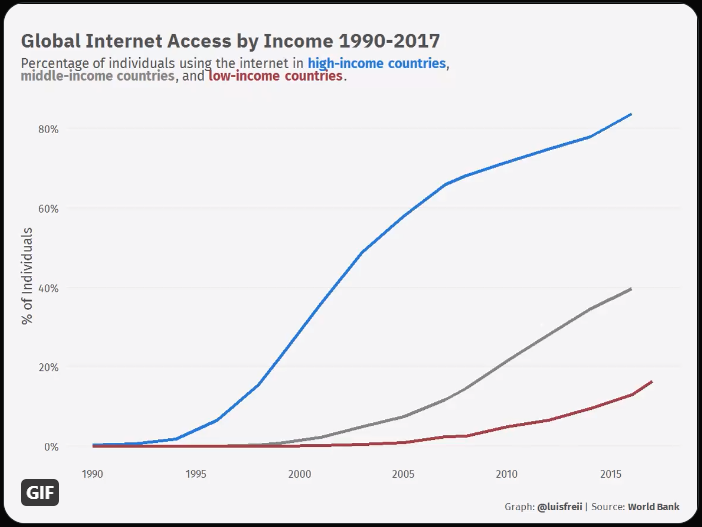 Global Internet Access by Income 1990-2017
Percentage of individuals using the internet in high-income countries,
middle-income countries, and low-income countries.
% of Individuals
80%
60%
40%
20%
0%
1990 1995 2000 2005 2010 2015
GIF
Graph: @luisfreii | Source: World Bank